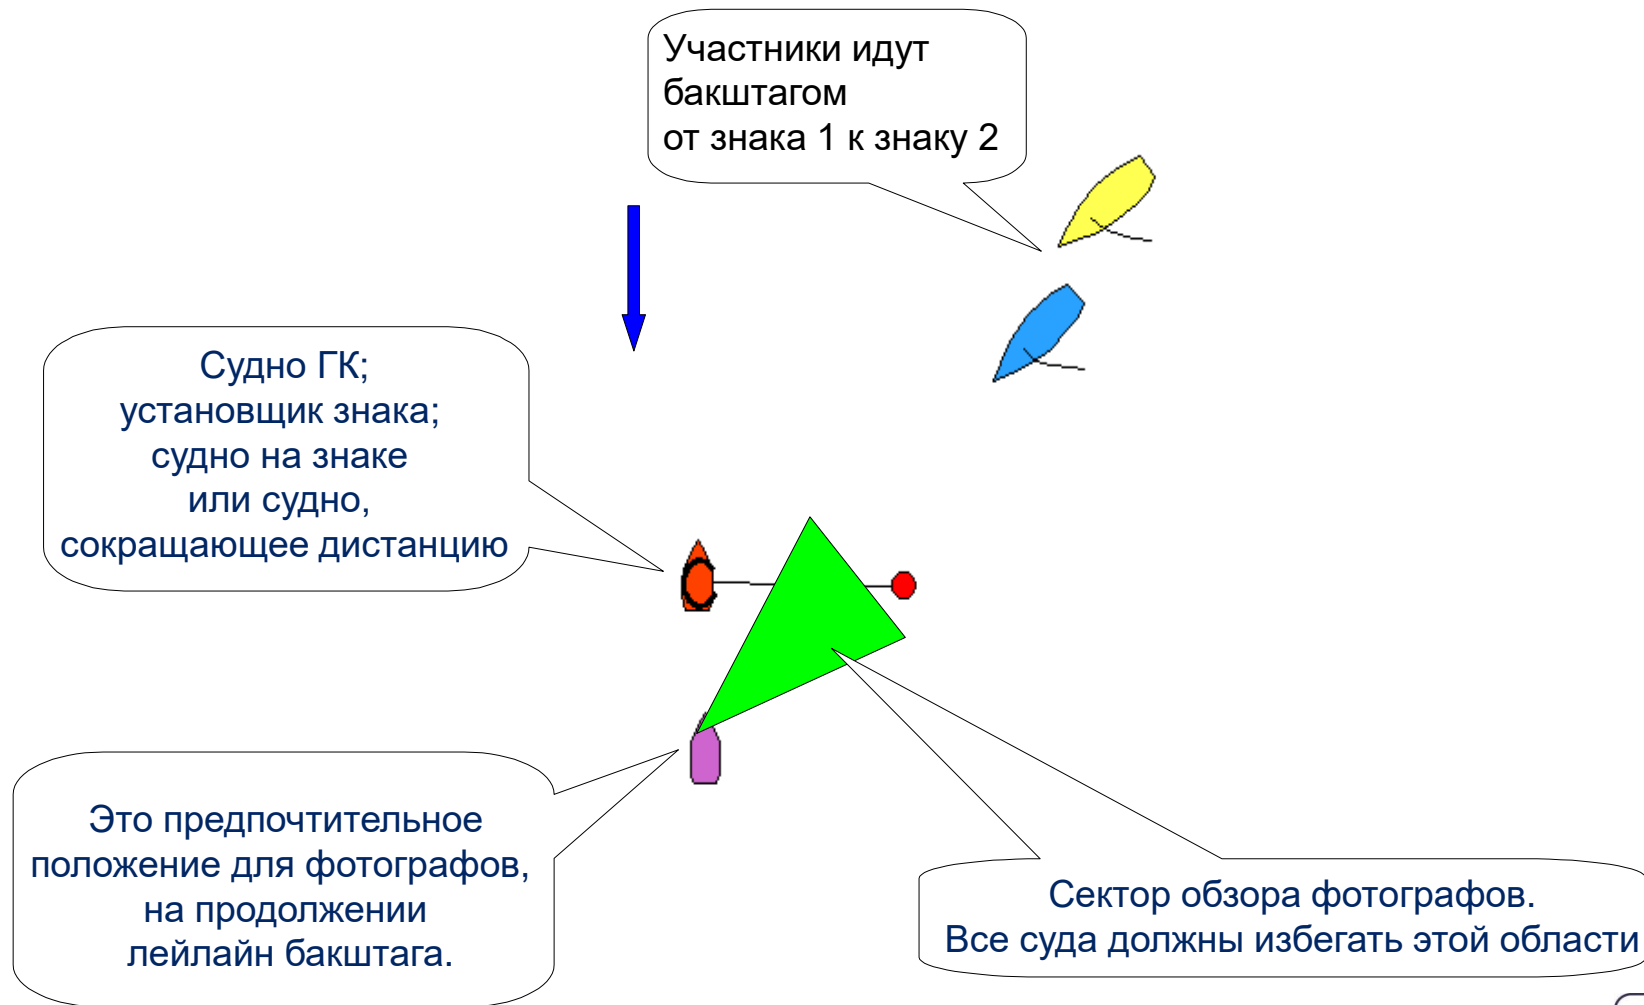 Участники идут
бакштагом
от знака 1 к знаку 2
Судно ГК;
установщик знака;
судно на знаке
или судно,
сокращающее дистанцию
Это предпочтительное
положение для фотографов,
на продолжении
лейлайн бакштага.
Сектор обзора фотографов.
Все суда должны избегать этой области